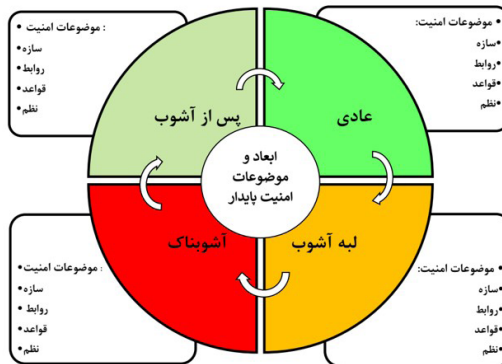 موضوعات امنیت:
سازه
روابط
قواعد
نظم
عادی
موضوعات امنیت :
سازه
روابط
قواعد
نظم
پس از آشوب
ابعاد و
موضوعات
امنیت پایدار
لبه آشوب
موضوعات امنیت:
سازه
روابط
قواعد
نظم
آشوبناک
موضوعات امنیت :
سازه
روابط
قواعد
نظم